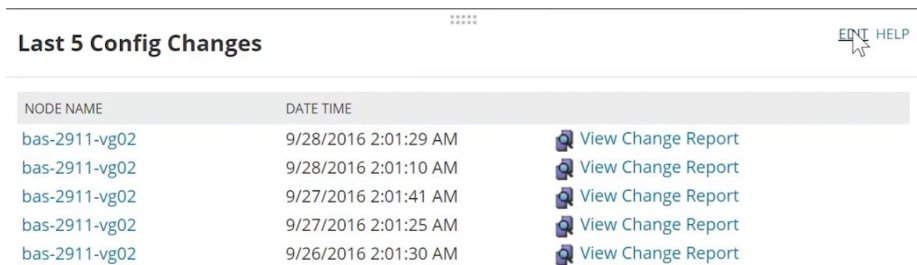 Last 5 Config Changes EDIT HELP
NODE NAME DATE TIME
bas-2911-vg02 9/28/2016 2:01:29 AM View Change Report
bas-2911-vg02 9/28/2016 2:01:10 AM View Change Report
bas-2911-vg02 9/27/2016 2:01:41 AM View Change Report
bas-2911-vg02 9/27/2016 2:01:25 AM View Change Report
bas-2911-vg02 9/26/2016 2:01:30 AM View Change Report